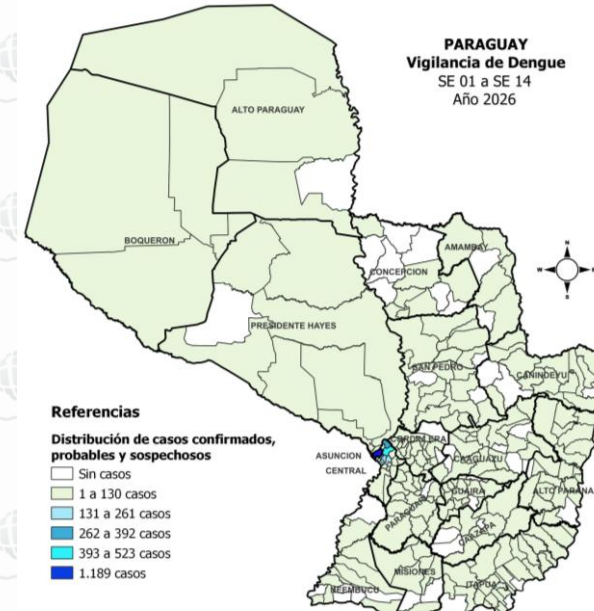 PARAGUAY
Vigilancia de Dengue
SE 01 a SE 14
Año 2026
ALTO PARAGUAY
BOQUERON
CONCEPCION
AMAMBAY
N
W
E
S
PRESIDENTE HAYES
SAN PEDRO
CANINDEYU
Referencias
Distribución de casos confirmados,
probables y sospechosos
Sin casos
1 a 130 casos
131 a 261 casos
262 a 392 casos
393 a 523 casos
1.189 casos
ASUNCION
CENTRAL
CORDILLERA
CAAGUAZU
GUAIRA
ALTO PARANA
PARAGUARI
CAAZAPA
MISIONES
ÑEEMBUCU
ITAPUA